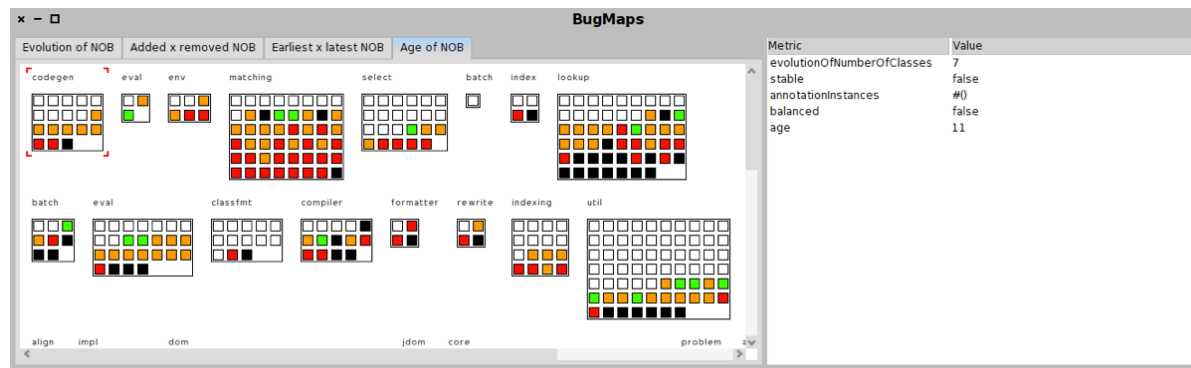 × – □ BugMaps
Evolution of NOB Added x removed NOB Earliest x latest NOB Age of NOB
Metric Value
evolutionOfNumberOfClasses 7
stable false
annotationInstances #()
balanced false
age 11
codegen eval env matching select batch index lookup
batch eval classfmt compiler formatter rewrite indexing util
align impl dom jdom core problem